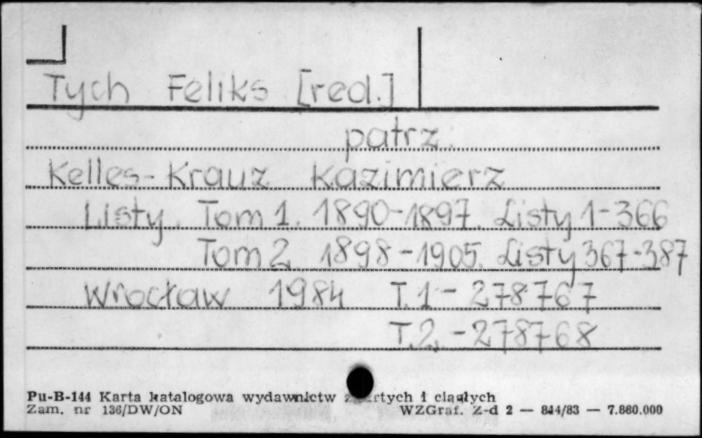 Tych Feliks [red.]
patrz:
Kelles-Krauz Kazimierz
Listy. Tom 1. 1890-1897. Listy 1-366
Tom 2 1898-1905. Listy 367-387
Wrocław 1984 T.1 - 278767
T.2. - 278768
Pu-B-144 Karta katalogowa wydawnictw zwartych i ciągłych
Zam. nr 136/DW/ON WZGraf. Z-d 2 — 844/83 — 7.860.000